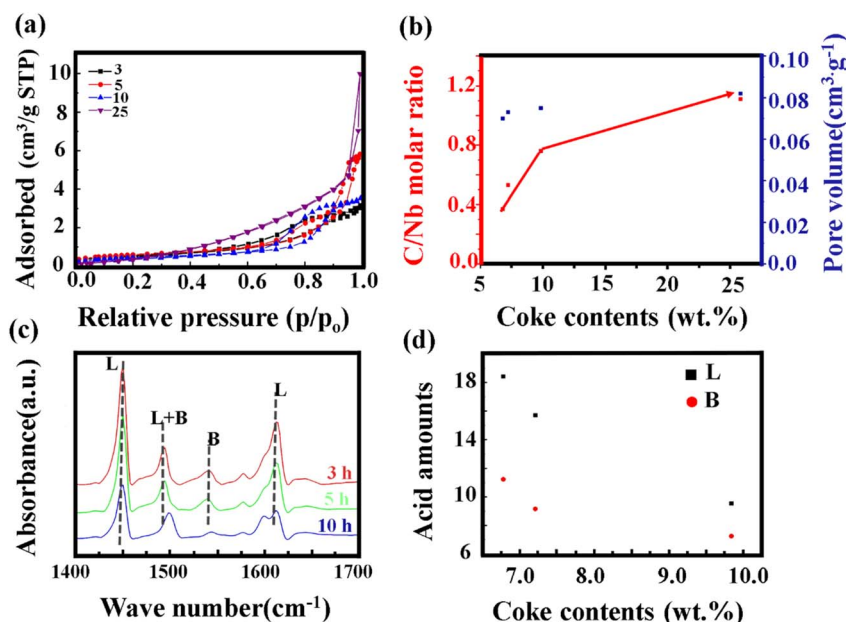 (a)
Adsorbed (cm³/g STP)
10
8
6
4
2
0
3
5
10
25
0.0 0.2 0.4 0.6 0.8 1.0
Relative pressure (p/pₒ)
(b)
C/Nb molar ratio
1.2
0.8
0.4
0.0
0.10
0.08
0.06
0.04
0.02
0.0
Pore volume(cm³·g⁻¹)
5 10 15 20 25
Coke contents (wt.%)
(c)
Absorbance(a.u.)
L
L+B
B
L
3 h
5 h
10 h
1400 1500 1600 1700
Wave number(cm⁻¹)
(d)
Acid amounts
18
14
10
6
L
B
7.0 8.0 9.0 10.0
Coke contents (wt.%)